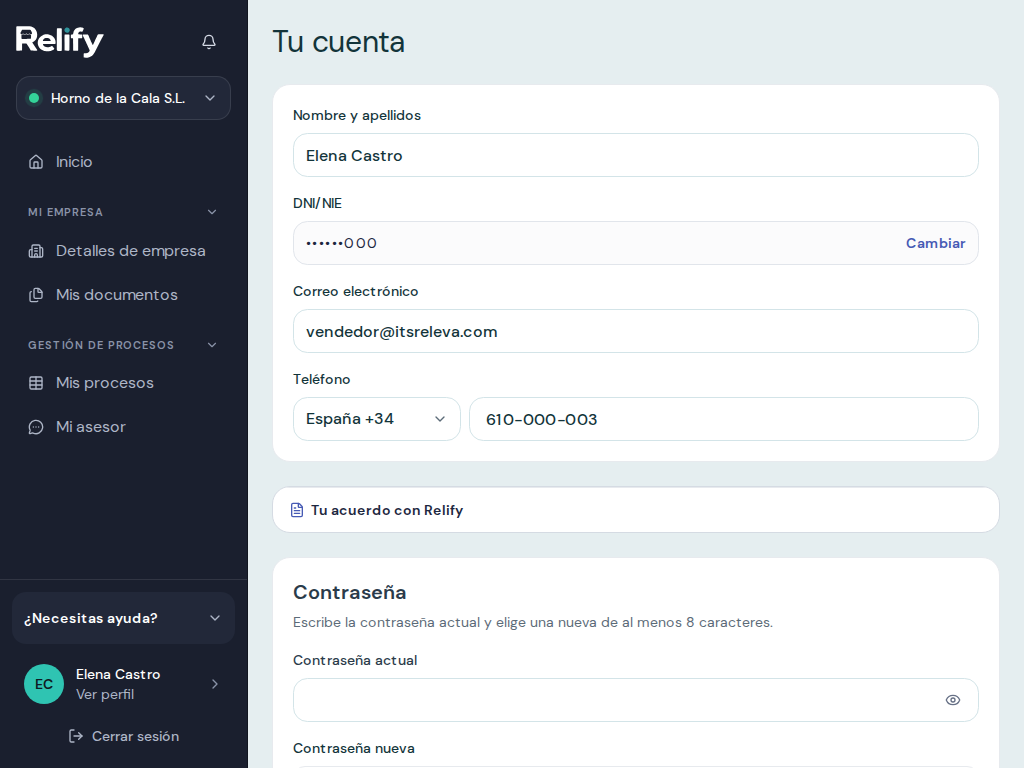 Relify
Horno de la Cala S.L.
Inicio
MI EMPRESA
Detalles de empresa
Mis documentos
GESTIÓN DE PROCESOS
Mis procesos
Mi asesor
¿Necesitas ayuda?
EC
Elena Castro
Ver perfil
Cerrar sesión
Tu cuenta
Nombre y apellidos
Elena Castro
DNI/NIE
••••••000
Cambiar
Correo electrónico
vendedor@itsreleva.com
Teléfono
España +34
610-000-003
Tu acuerdo con Relify
Contraseña
Escribe la contraseña actual y elige una nueva de al menos 8 caracteres.
Contraseña actual
Contraseña nueva